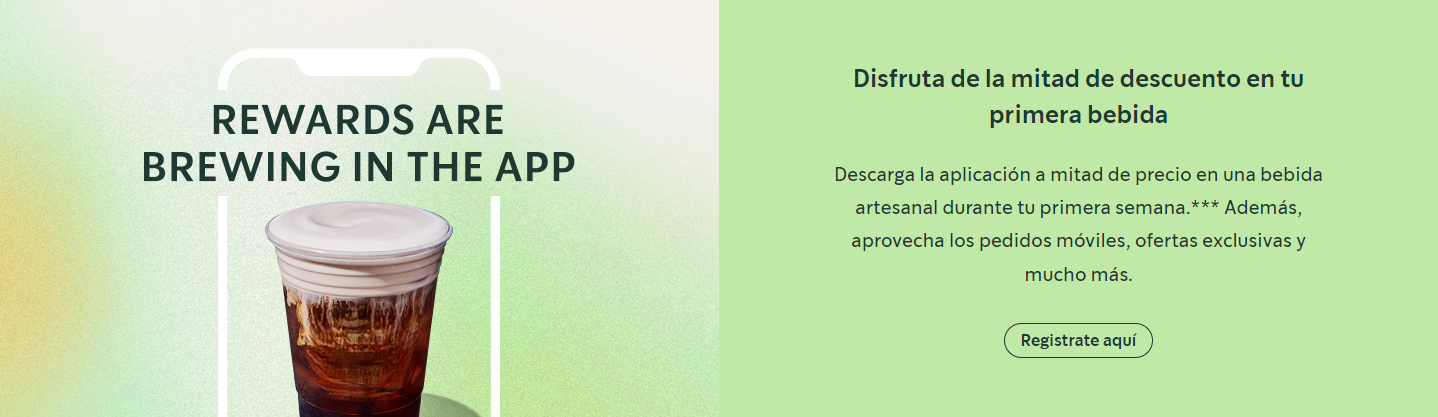 REWARDS ARE
BREWING IN THE APP
Disfruta de la mitad de descuento en tu
primera bebida
Descarga la aplicación a mitad de precio en una bebida
artesanal durante tu primera semana.*** Además,
aprovecha los pedidos móviles, ofertas exclusivas y
mucho más.
Registrate aquí